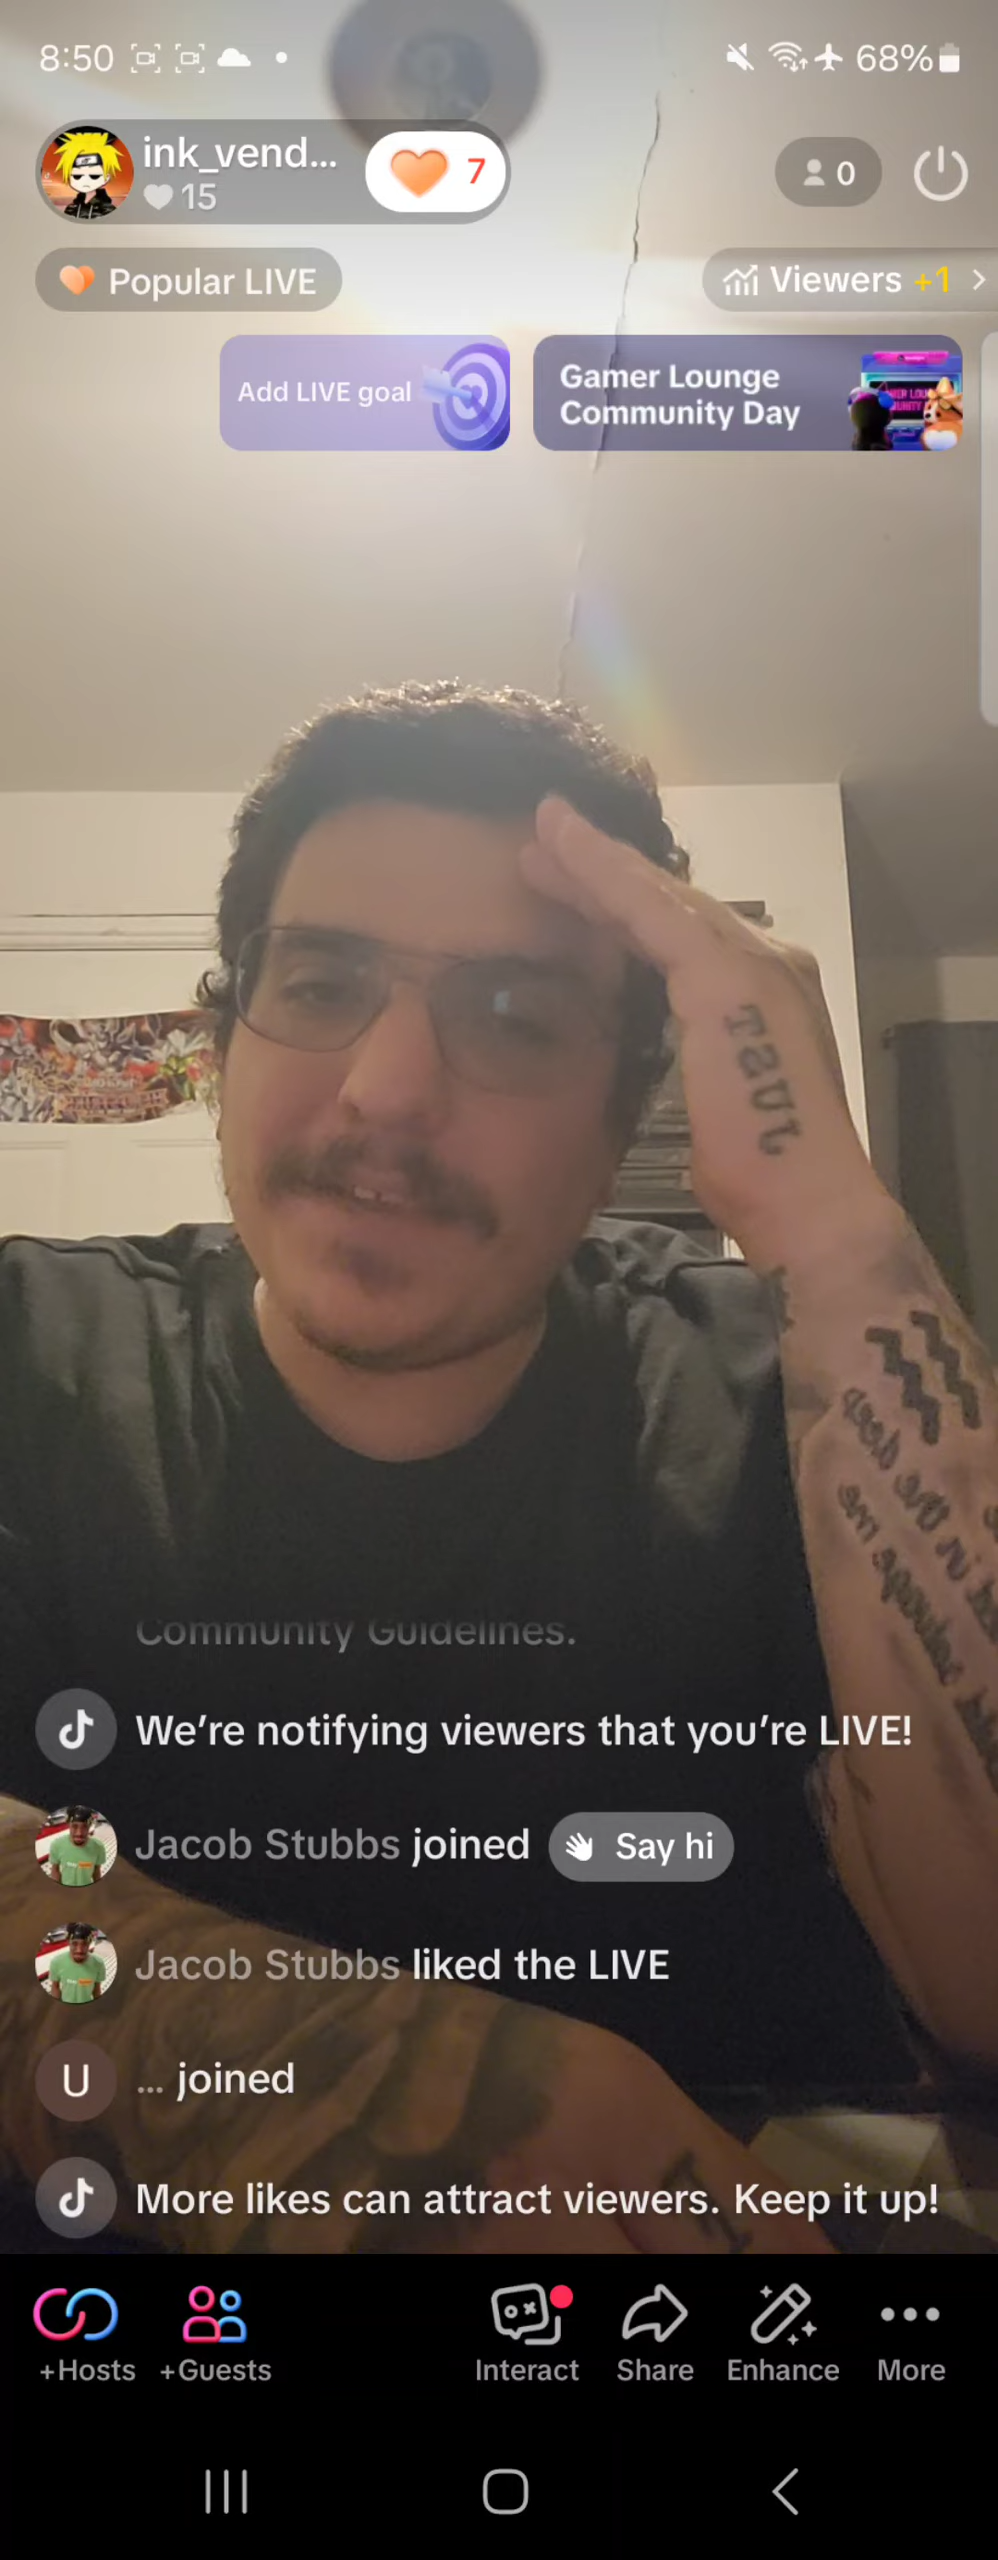 8:50
68%
ink_vend...
15
7
0
Popular LIVE
Viewers +1
Add LIVE goal
Gamer Lounge
Community Day
JUST
Community Guidelines.
We're notifying viewers that you're LIVE!
Jacob Stubbs joined
Say hi
Jacob Stubbs liked the LIVE
U
... joined
More likes can attract viewers. Keep it up!
+Hosts
+Guests
Interact
Share
Enhance
More